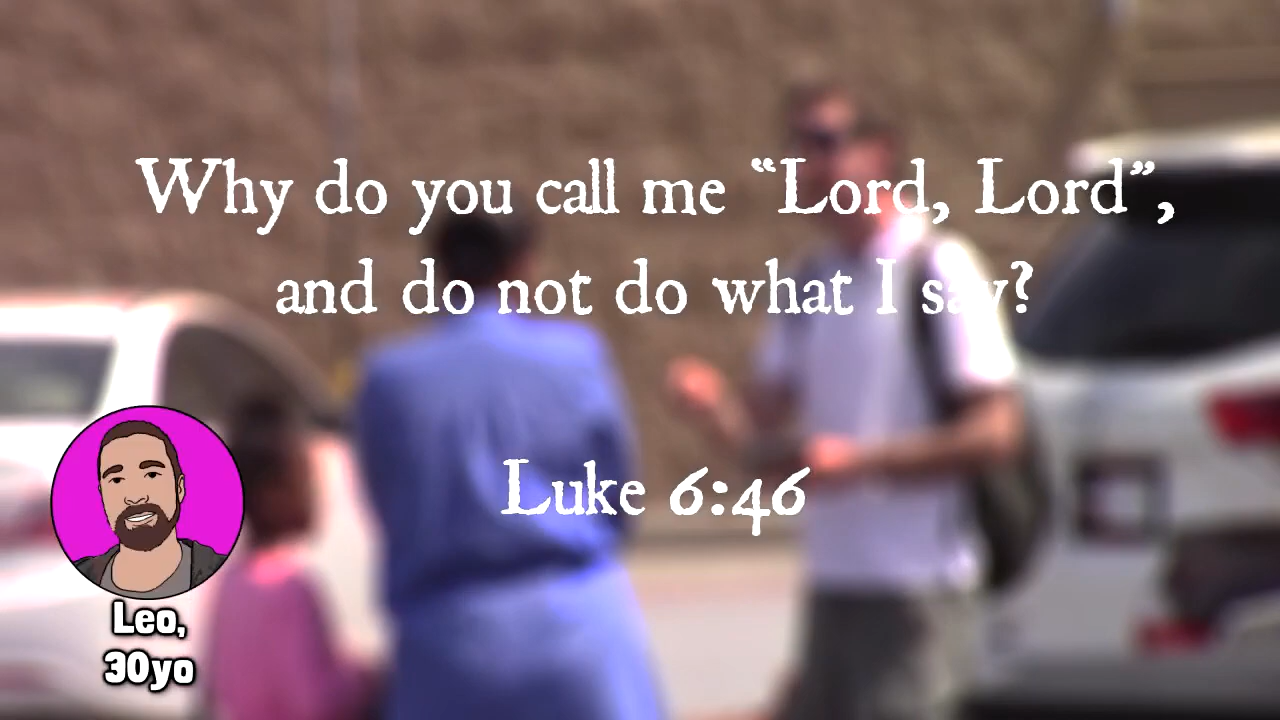 Why do you call me “Lord, Lord”,
and do not do what I say?
Luke 6:46
Leo,
30yo